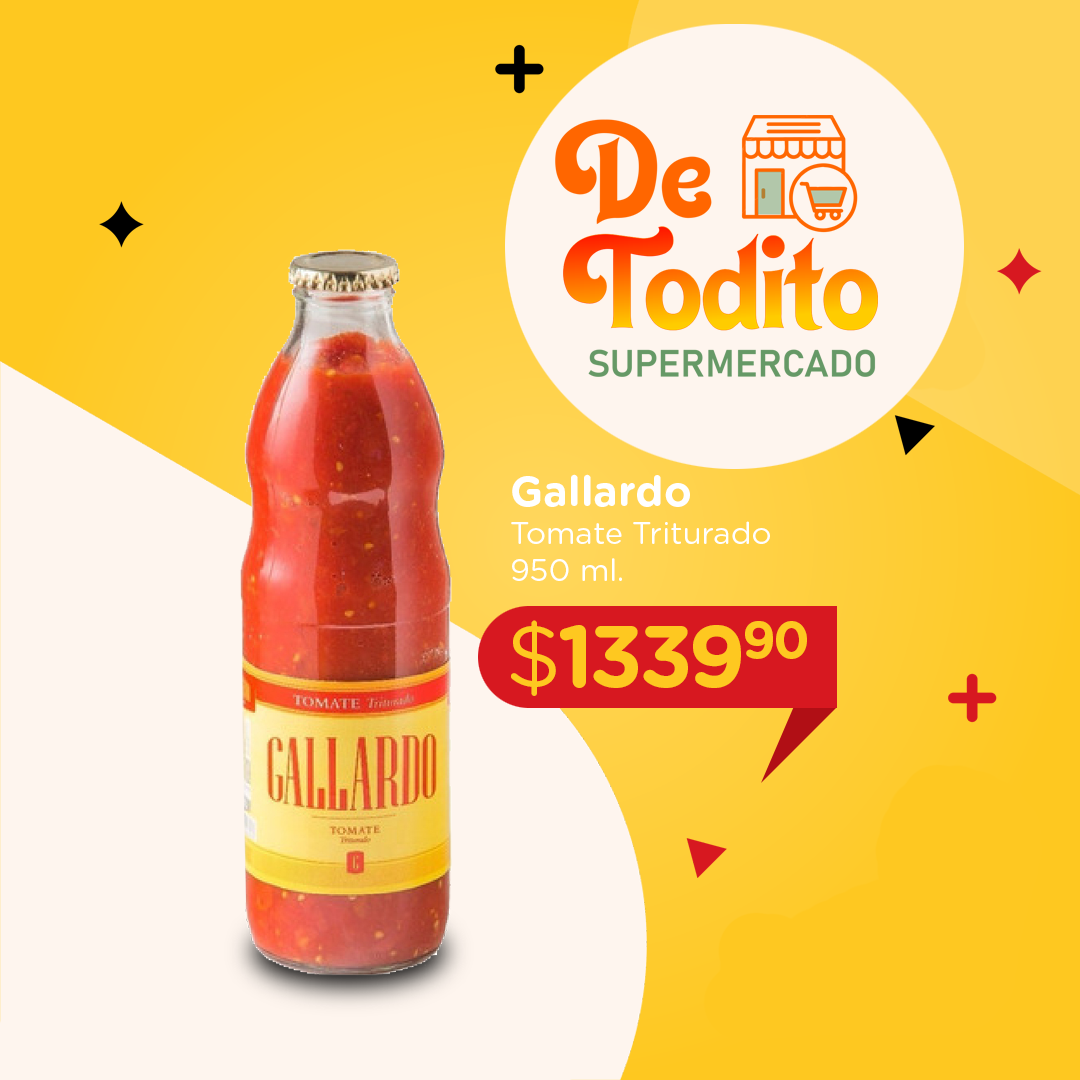 De
Todito
SUPERMERCADO
Gallardo
Tomate Triturado
950 ml.
$1339⁹⁰
TOMATE Triturado
GALLARDO
TOMATE
Triturado
G